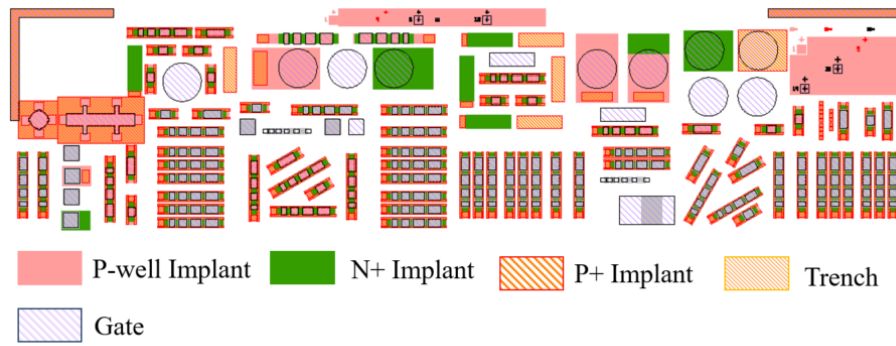 P-well Implant
N+ Implant
P+ Implant
Trench
Gate